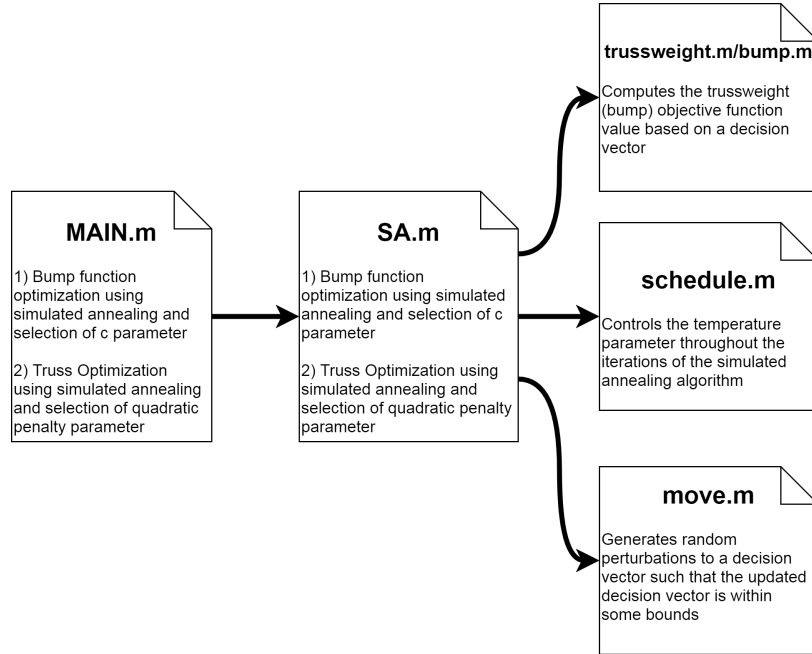 MAIN.m
1) Bump function
optimization using
simulated annealing and
selection of c parameter
2) Truss Optimization
using simulated annealing
and selection of quadratic
penalty parameter
SA.m
1) Bump function
optimization using simulated
annealing and selection of c
parameter
2) Truss Optimization using
simulated annealing and
selection of quadratic penalty
parameter
trussweight.m/bump.m
Computes the trussweight
(bump) objective function
value based on a decision
vector
schedule.m
Controls the temperature
parameter throughout the
iterations of the simulated
annealing algorithm
move.m
Generates random
perturbations to a decision
vector such that the updated
decision vector is within
some bounds